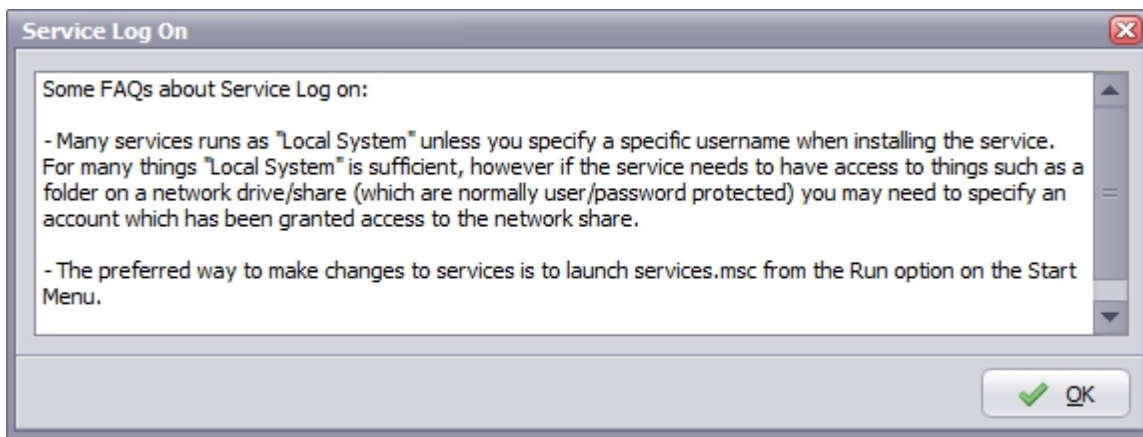 Service Log On
Some FAQs about Service Log on:
- Many services runs as "Local System" unless you specify a specific username when installing the service.
For many things "Local System" is sufficient, however if the service needs to have access to things such as a
folder on a network drive/share (which are normally user/password protected) you may need to specify an
account which has been granted access to the network share.
- The preferred way to make changes to services is to launch services.msc from the Run option on the Start
Menu.
OK